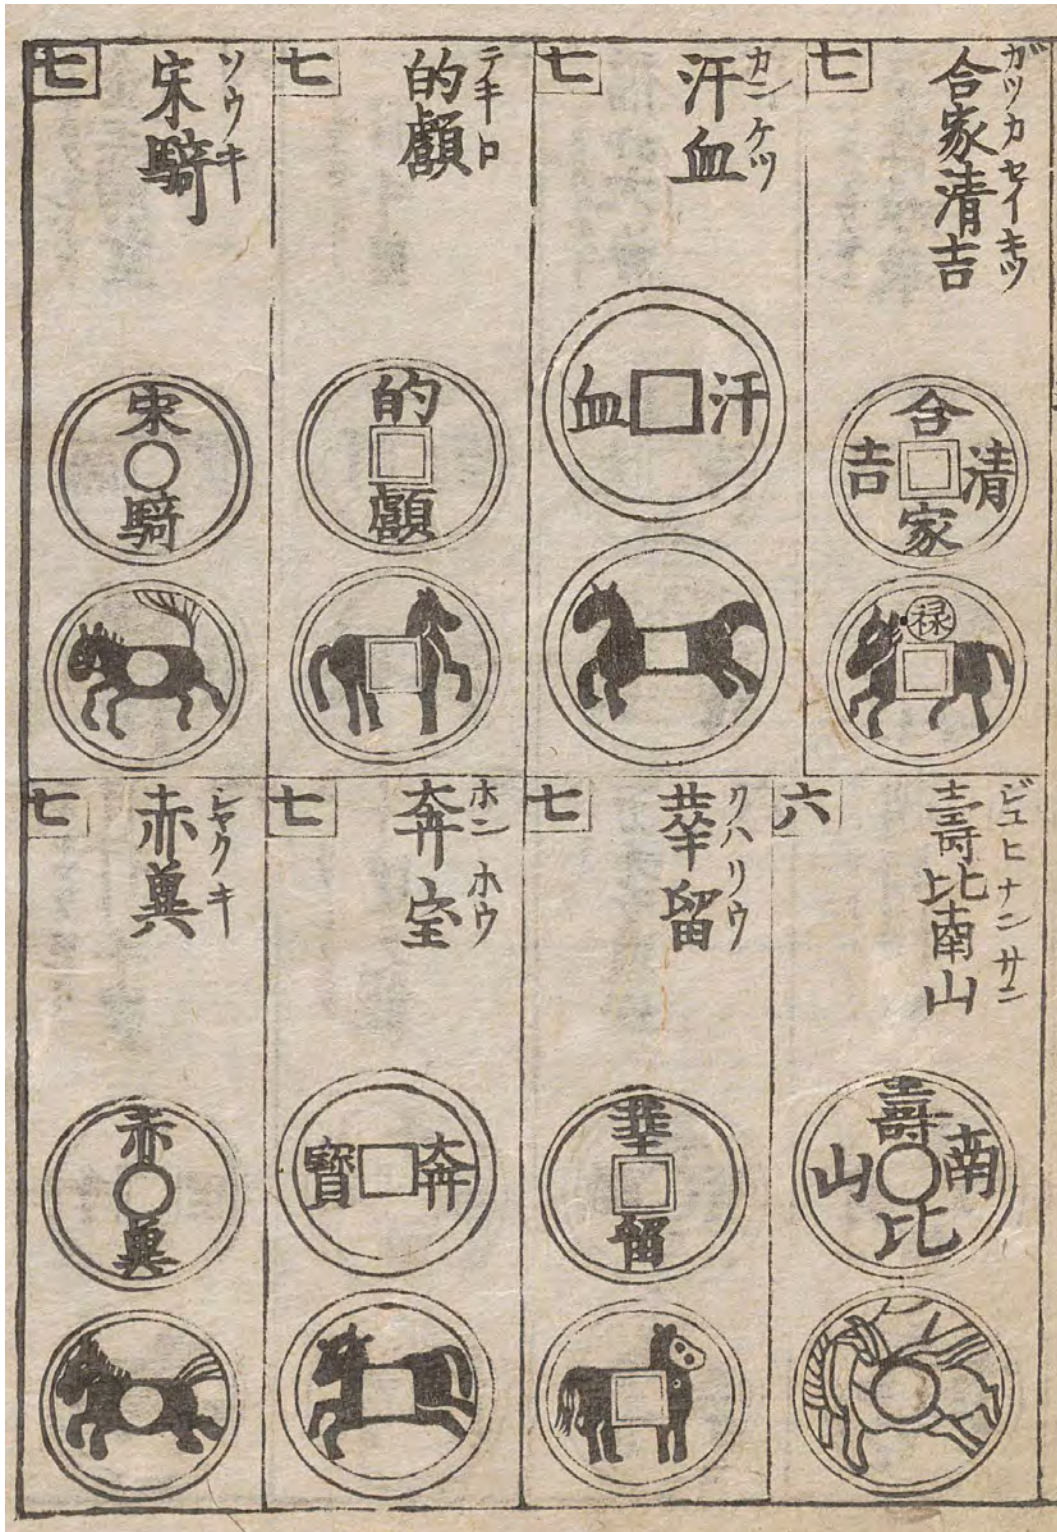 ガツカセイキツ
合家清吉
七
合家清吉
禄
カンケツ
汗血
七
汗血
テキロ
的顱
七
的顱
ソウキ
宋騎
七
宋騎
ジユヒナンサン
壽比南山
六
壽比南山
クハリウ
華留
七
華留
ホンホウ
奔宝
七
奔寳
シヤクキ
赤兾
七
赤兾